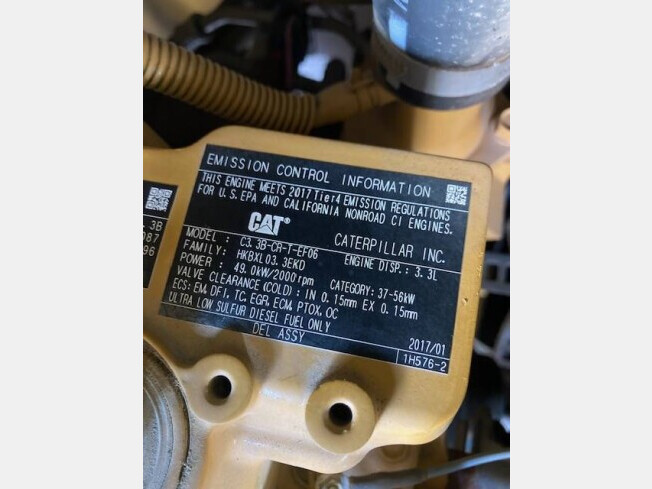 EMISSION CONTROL INFORMATION
THIS ENGINE MEETS 2017 Tier4 EMISSION REGULATIONS
FOR U.S. EPA AND CALIFORNIA NONROAD CI ENGINES.
CAT® CATERPILLAR INC.
MODEL : C3.3B-CR-T-EF06 ENGINE DISP.: 3.3L
FAMILY: HKBXL03.3EKD
POWER : 49.0kW/2000rpm CATEGORY: 37-56kW
VALVE CLEARANCE (COLD) : IN 0.15mm EX 0.15mm
ECS: EM, DFI, TC, EGR, ECM, PTOX, OC
ULTRA LOW SULFUR DIESEL FUEL ONLY
DEL ASSY 2017/01
1H576-2
.3B
987
96